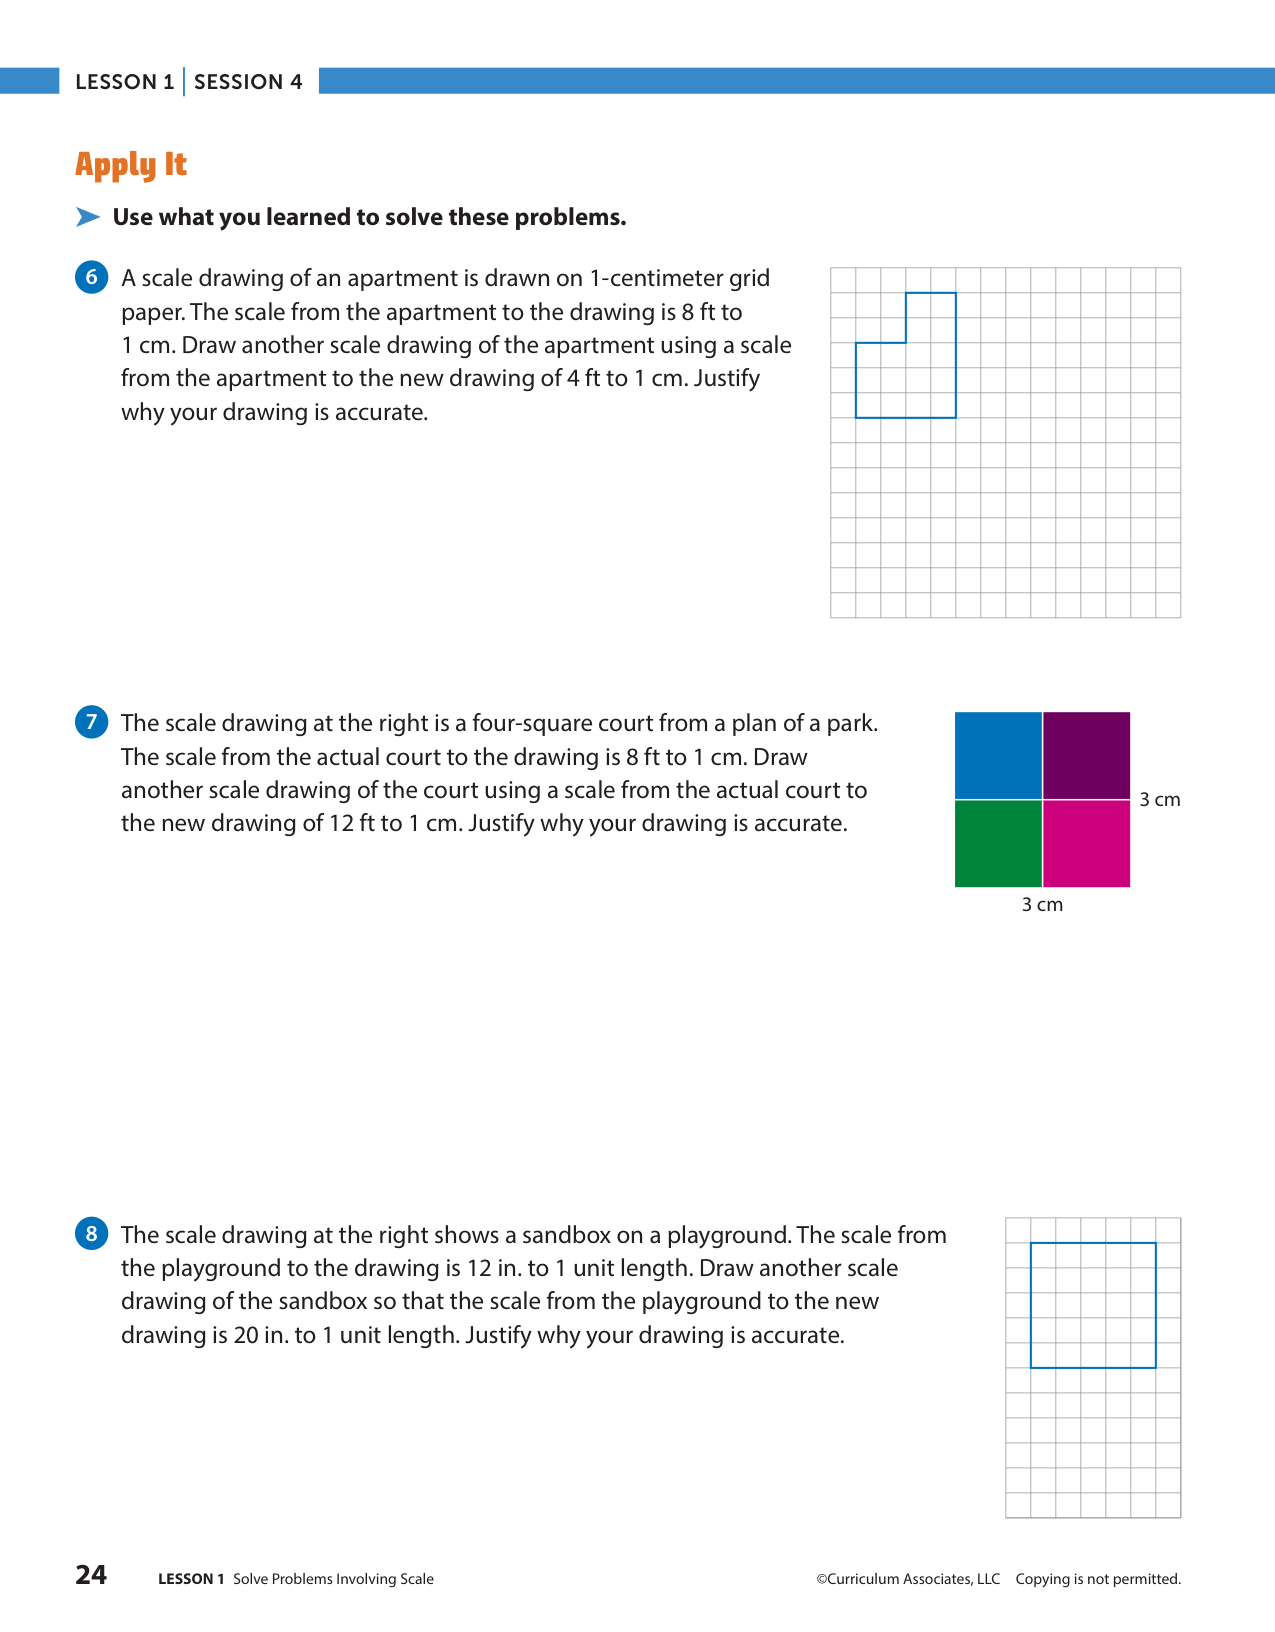 LESSON 1 | SESSION 4
Apply It
Use what you learned to solve these problems.
6 A scale drawing of an apartment is drawn on 1-centimeter grid
paper. The scale from the apartment to the drawing is 8 ft to
1 cm. Draw another scale drawing of the apartment using a scale
from the apartment to the new drawing of 4 ft to 1 cm. Justify
why your drawing is accurate.
7 The scale drawing at the right is a four-square court from a plan of a park.
The scale from the actual court to the drawing is 8 ft to 1 cm. Draw
another scale drawing of the court using a scale from the actual court to
the new drawing of 12 ft to 1 cm. Justify why your drawing is accurate.
3 cm
3 cm
8 The scale drawing at the right shows a sandbox on a playground. The scale from
the playground to the drawing is 12 in. to 1 unit length. Draw another scale
drawing of the sandbox so that the scale from the playground to the new
drawing is 20 in. to 1 unit length. Justify why your drawing is accurate.
24 LESSON 1 Solve Problems Involving Scale ©Curriculum Associates, LLC Copying is not permitted.